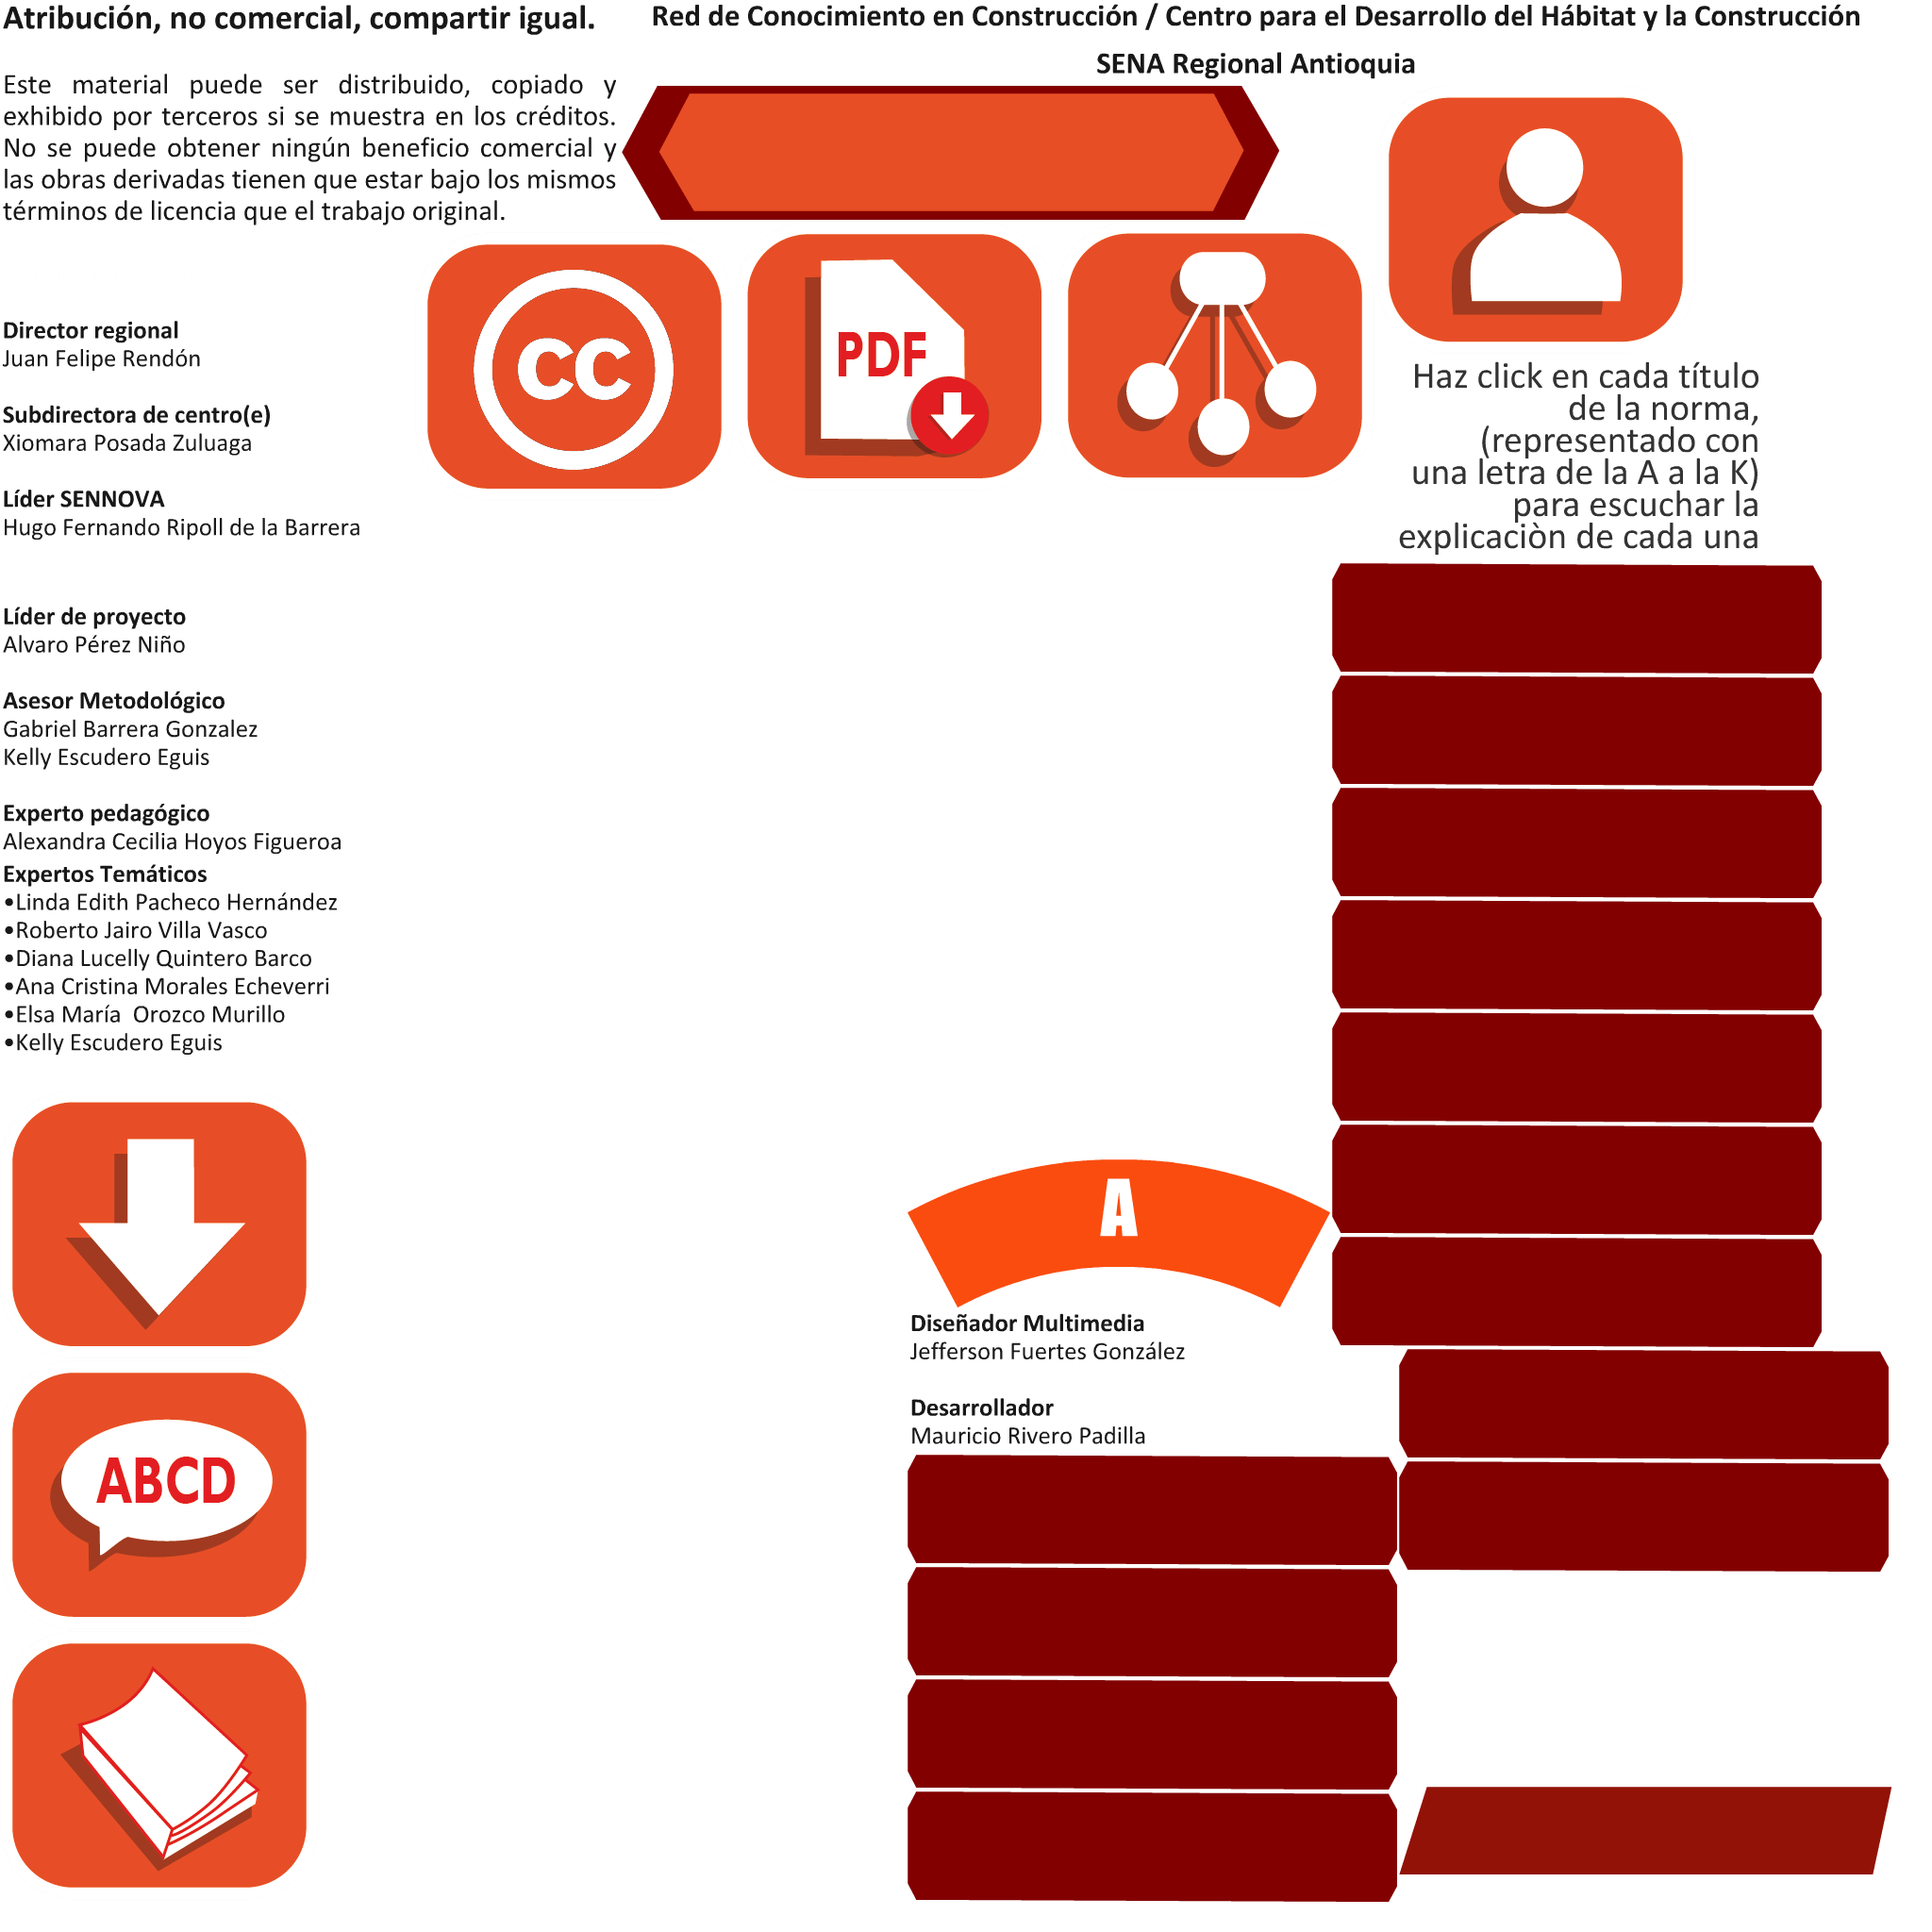 Atribución, no comercial, compartir igual.
Este material puede ser distribuido, copiado y
exhibido por terceros si se muestra en los créditos.
No se puede obtener ningún beneficio comercial y
las obras derivadas tienen que estar bajo los mismos
términos de licencia que el trabajo original.
Red de Conocimiento en Construcción / Centro para el Desarrollo del Hábitat y la Construcción
SENA Regional Antioquia
CC
PDF
Haz click en cada título
de la norma,
(representado con
una letra de la A a la K)
para escuchar la
explicaciòn de cada una
Director regional
Juan Felipe Rendón
Subdirectora de centro(e)
Xiomara Posada Zuluaga
Líder SENNOVA
Hugo Fernando Ripoll de la Barrera
Líder de proyecto
Alvaro Pérez Niño
Asesor Metodológico
Gabriel Barrera Gonzalez
Kelly Escudero Eguis
Experto pedagógico
Alexandra Cecilia Hoyos Figueroa
Expertos Temáticos
•Linda Edith Pacheco Hernández
•Roberto Jairo Villa Vasco
•Diana Lucelly Quintero Barco
•Ana Cristina Morales Echeverri
•Elsa María  Orozco Murillo
•Kelly Escudero Eguis
A
Diseñador Multimedia
Jefferson Fuertes González
Desarrollador
Mauricio Rivero Padilla
ABCD